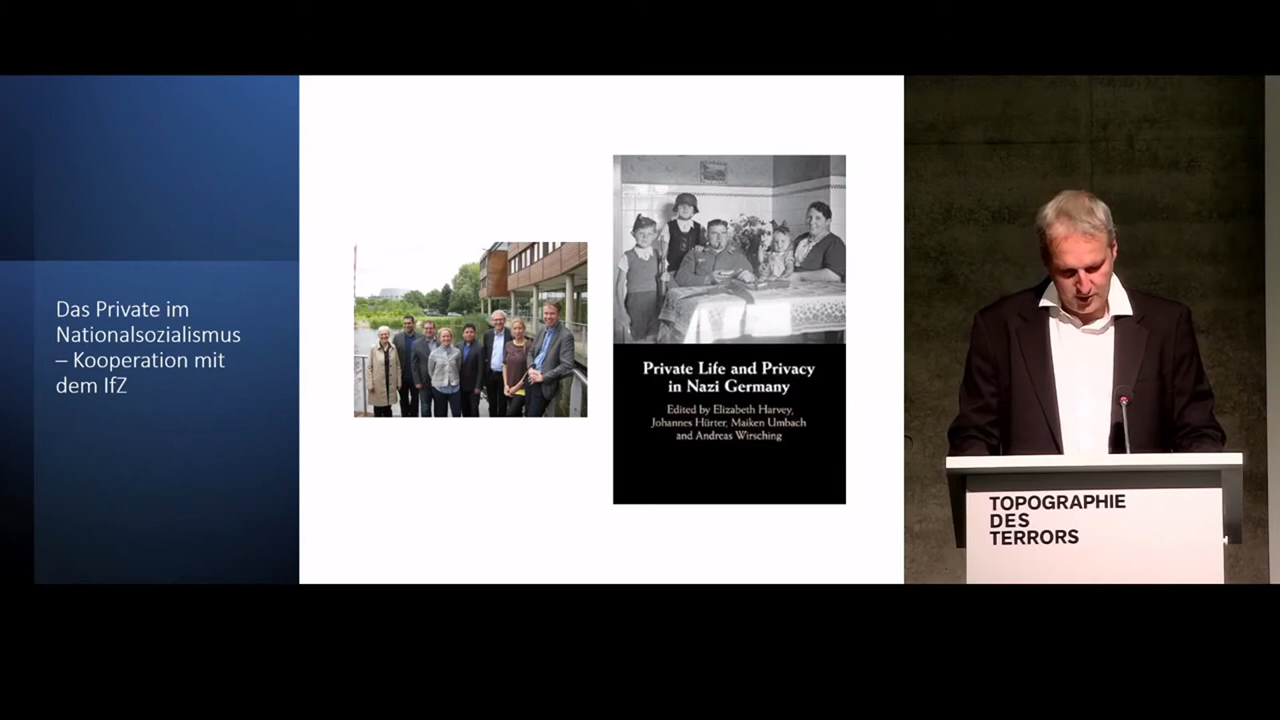 Das Private im
Nationalsozialismus
– Kooperation mit
dem IfZ
Private Life and Privacy
in Nazi Germany
Edited by Elizabeth Harvey,
Johannes Hürter, Maiken Umbach
and Andreas Wirsching
TOPOGRAPHIE
DES
TERRORS